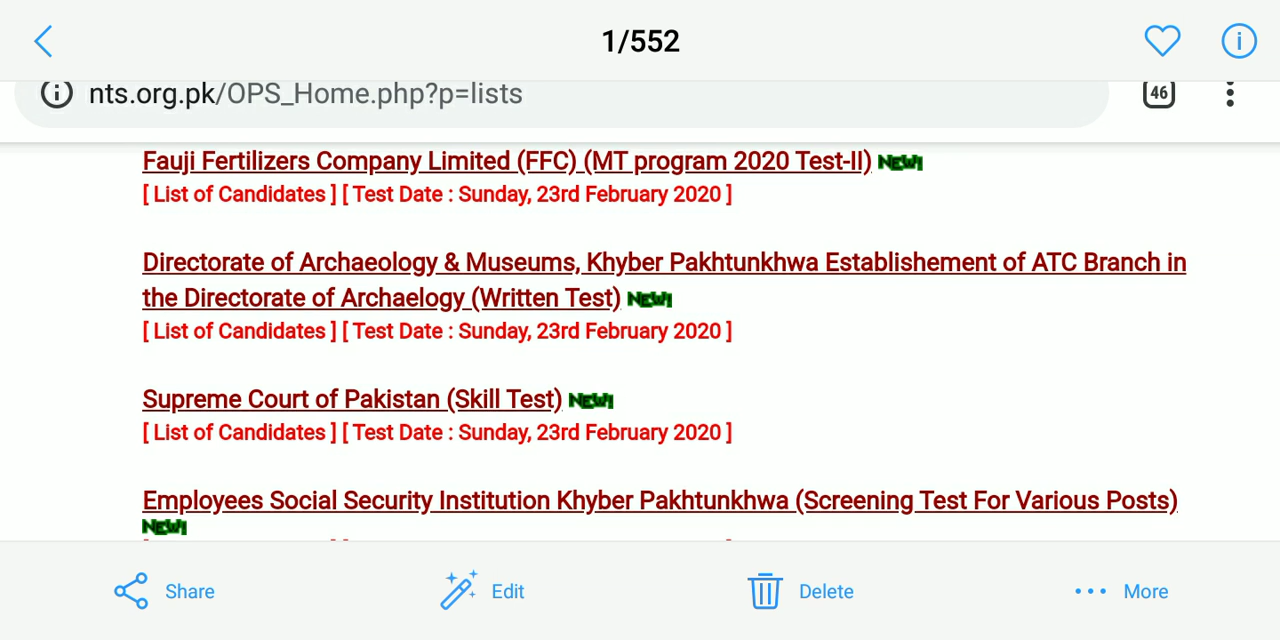 1/552
nts.org.pk/OPS_Home.php?p=lists
46
Fauji Fertilizers Company Limited (FFC) (MT program 2020 Test-II) NEW!
[ List of Candidates ] [ Test Date : Sunday, 23rd February 2020 ]
Directorate of Archaeology & Museums, Khyber Pakhtunkhwa Establishement of ATC Branch in
the Directorate of Archaelogy (Written Test) NEW!
[ List of Candidates ] [ Test Date : Sunday, 23rd February 2020 ]
Supreme Court of Pakistan (Skill Test) NEW!
[ List of Candidates ] [ Test Date : Sunday, 23rd February 2020 ]
Employees Social Security Institution Khyber Pakhtunkhwa (Screening Test For Various Posts)
NEW!
Share Edit Delete More